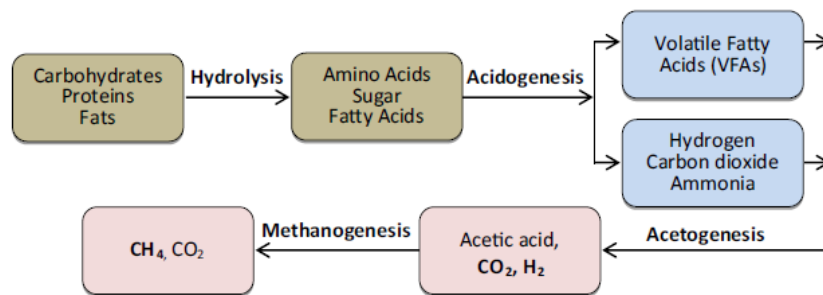 Carbohydrates
Proteins
Fats
Hydrolysis
Amino Acids
Sugar
Fatty Acids
Acidogenesis
Volatile Fatty
Acids (VFAs)
Hydrogen
Carbon dioxide
Ammonia
Acetogenesis
Acetic acid,
CO₂, H₂
Methanogenesis
CH₄, CO₂